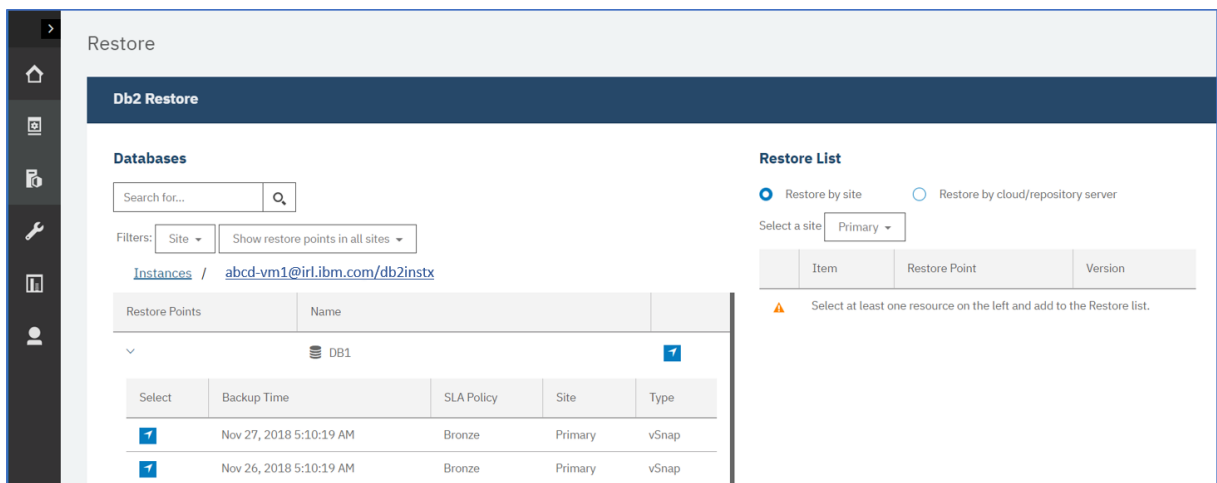 Restore
Db2 Restore
Databases
Search for...
Filters: Site Show restore points in all sites
Instances / abcd-vm1@irl.ibm.com/db2instx
Restore Points Name
DB1
Select Backup Time SLA Policy Site Type
Nov 27, 2018 5:10:19 AM Bronze Primary vSnap
Nov 26, 2018 5:10:19 AM Bronze Primary vSnap
Restore List
Restore by site Restore by cloud/repository server
Select a site Primary
Item Restore Point Version
Select at least one resource on the left and add to the Restore list.